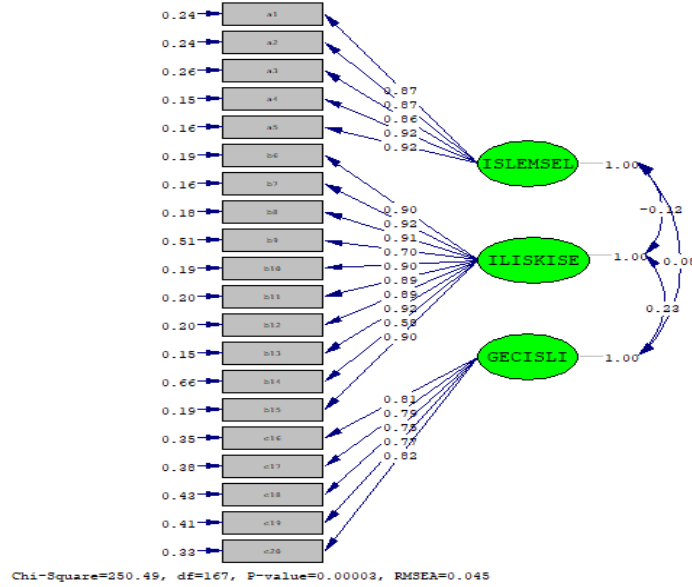 0.24 a1
0.24 a2
0.26 a3
0.15 a4
0.16 a5
0.19 b6
0.16 b7
0.18 b8
0.51 b9
0.19 b10
0.20 b11
0.20 b12
0.15 b13
0.66 b14
0.19 b15
0.35 c16
0.38 c17
0.43 c18
0.41 c19
0.33 c20
0.87
0.87
0.86
0.92
0.92
0.90
0.92
0.91
0.70
0.90
0.89
0.89
0.92
0.58
0.90
0.81
0.79
0.77
0.82
ISLEMSEL 1.00
ILISKISE 1.00
GECISLI 1.00
-0.12
0.23
Chi-Square=250.49, df=167, P-value=0.00003, RMSEA=0.045